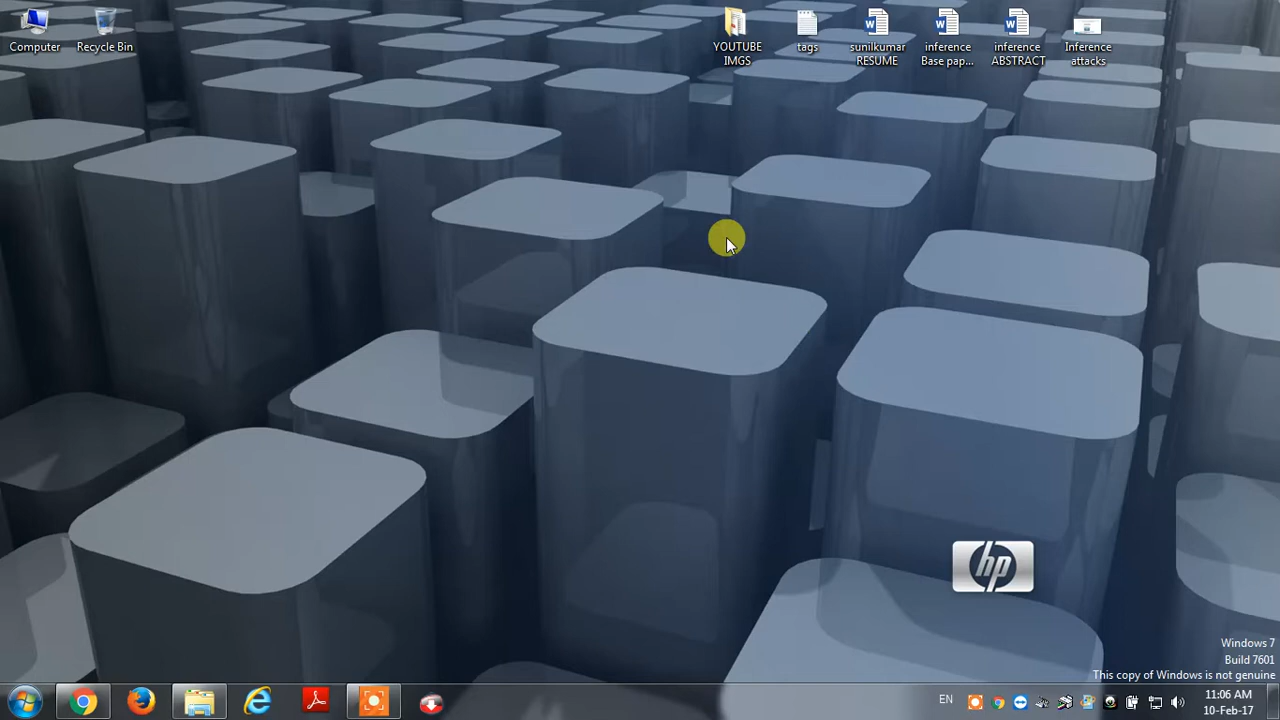 Computer
Recycle Bin
YOUTUBE
IMGS
tags
sunilkumar
RESUME
inference
Base pap...
inference
ABSTRACT
Inference
attacks
hp
Windows 7
Build 7601
This copy of Windows is not genuine
EN
11:06 AM
10-Feb-17